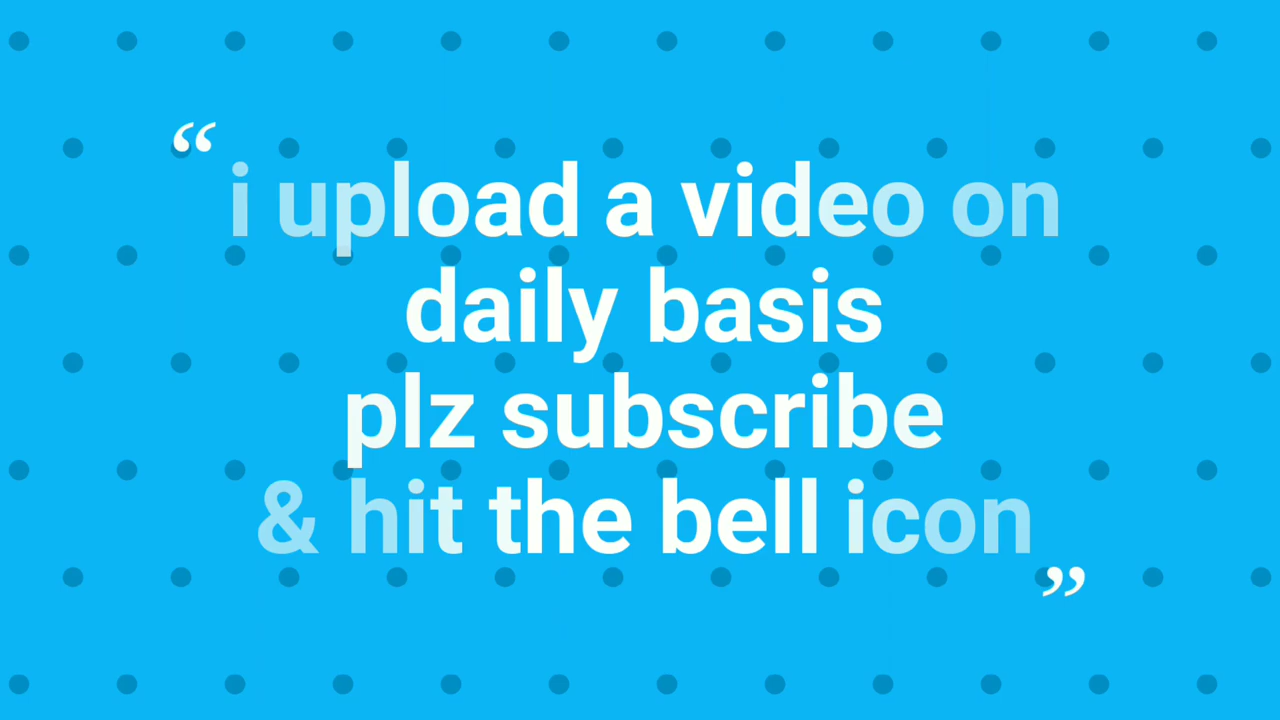 “i upload a video on
daily basis
plz subscribe
& hit the bell icon”